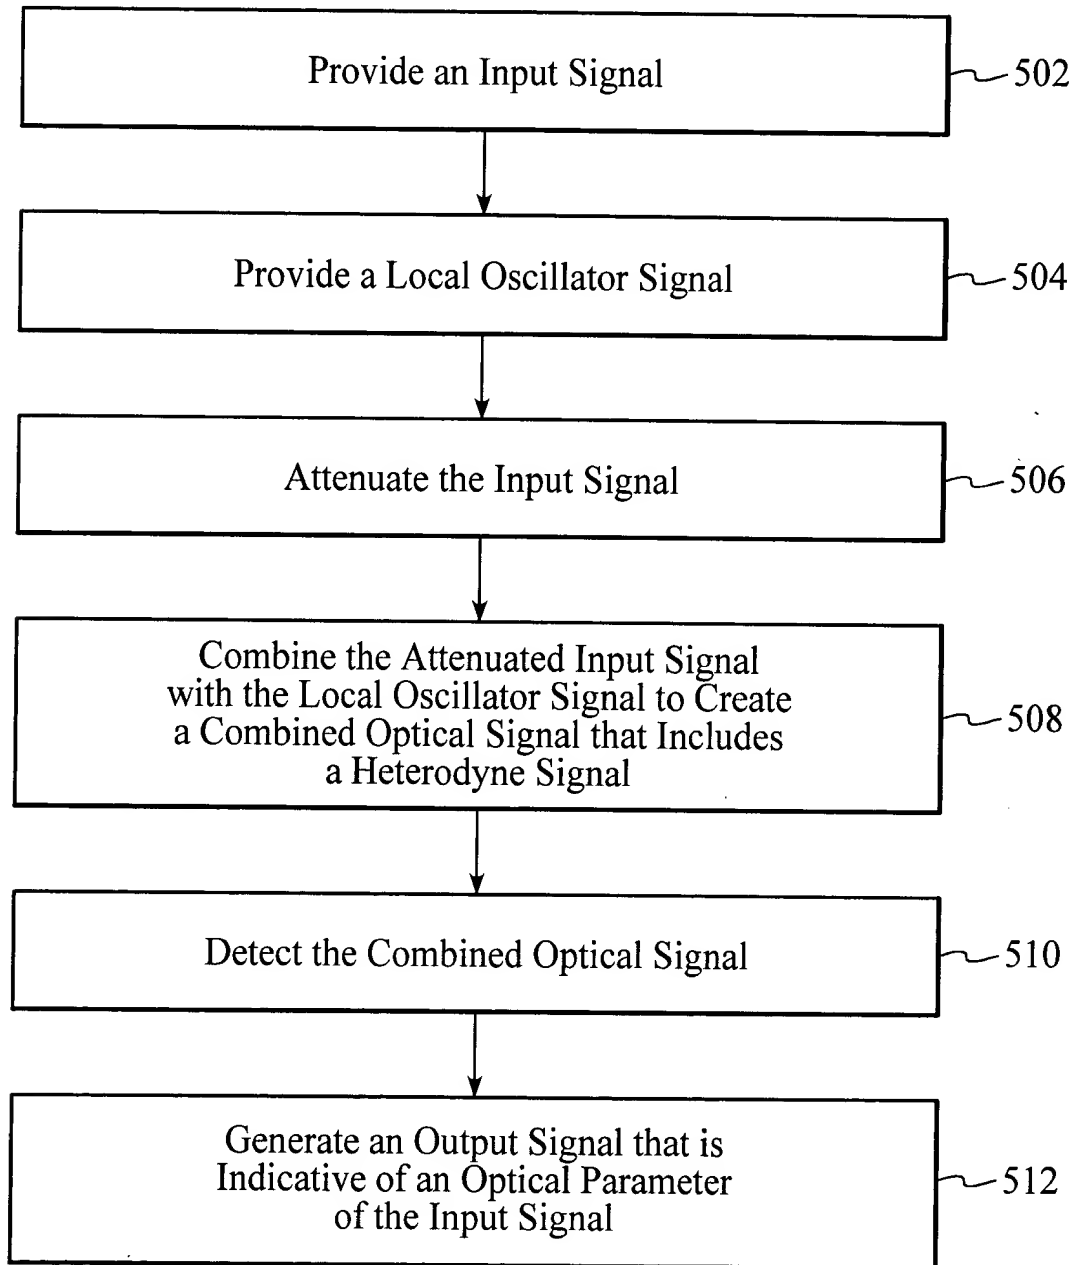 Provide an Input Signal
502
Provide a Local Oscillator Signal
504
Attenuate the Input Signal
506
Combine the Attenuated Input Signal
with the Local Oscillator Signal to Create
a Combined Optical Signal that Includes
a Heterodyne Signal
508
Detect the Combined Optical Signal
510
Generate an Output Signal that is
Indicative of an Optical Parameter
of the Input Signal
512